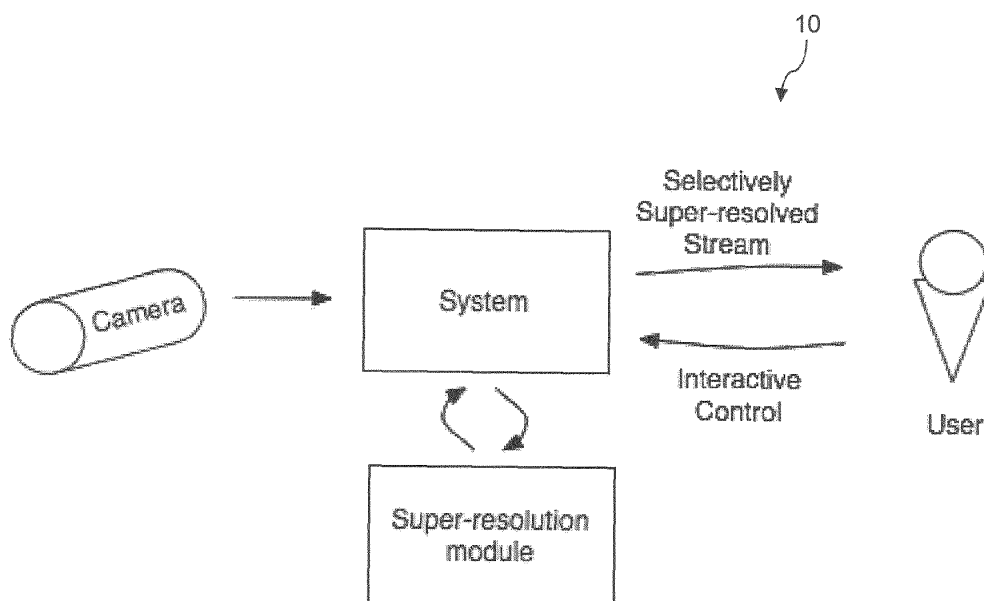 10
Selectively
Super-resolved
Stream
Camera
System
Interactive
Control
User
Super-resolution
module